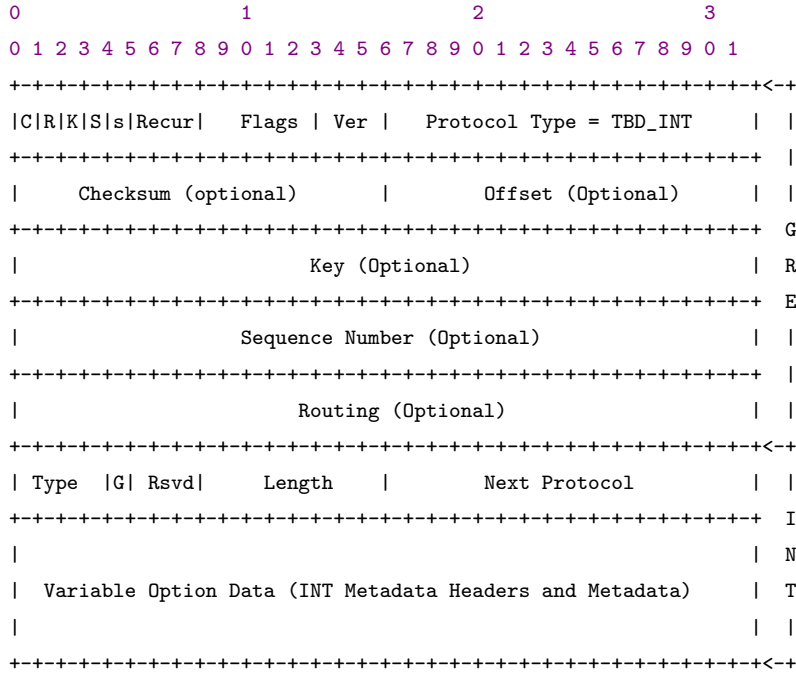 0                   1                   2                   3
0 1 2 3 4 5 6 7 8 9 0 1 2 3 4 5 6 7 8 9 0 1 2 3 4 5 6 7 8 9 0 1
+-+-+-+-+-+-+-+-+-+-+-+-+-+-+-+-+-+-+-+-+-+-+-+-+-+-+-+-+-+-+-+-+<-+
|C|R|K|S|s|Recur|   Flags | Ver |   Protocol Type = TBD_INT     |  |
+-+-+-+-+-+-+-+-+-+-+-+-+-+-+-+-+-+-+-+-+-+-+-+-+-+-+-+-+-+-+-+-+  |
|     Checksum (optional)       |        Offset (Optional)      |  |
+-+-+-+-+-+-+-+-+-+-+-+-+-+-+-+-+-+-+-+-+-+-+-+-+-+-+-+-+-+-+-+-+  G
|                         Key (Optional)                        |  R
+-+-+-+-+-+-+-+-+-+-+-+-+-+-+-+-+-+-+-+-+-+-+-+-+-+-+-+-+-+-+-+-+  E
|                   Sequence Number (Optional)                  |  |
+-+-+-+-+-+-+-+-+-+-+-+-+-+-+-+-+-+-+-+-+-+-+-+-+-+-+-+-+-+-+-+-+  |
|                        Routing (Optional)                     |  |
+-+-+-+-+-+-+-+-+-+-+-+-+-+-+-+-+-+-+-+-+-+-+-+-+-+-+-+-+-+-+-+-+<-+
| Type  |G| Rsvd|     Length    |        Next Protocol          |  |
+-+-+-+-+-+-+-+-+-+-+-+-+-+-+-+-+-+-+-+-+-+-+-+-+-+-+-+-+-+-+-+-+  I
|                                                               |  N
|  Variable Option Data (INT Metadata Headers and Metadata)     |  T
|                                                               |  |
+-+-+-+-+-+-+-+-+-+-+-+-+-+-+-+-+-+-+-+-+-+-+-+-+-+-+-+-+-+-+-+-+<-+